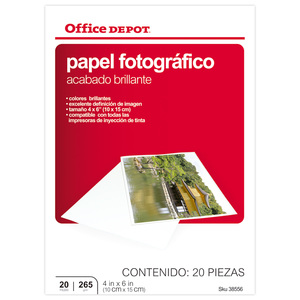 Office DEPOT
papel fotográfico
acabado brillante
• colores brillantes
• excelente definición de imagen
• tamaño 4 x 6" (10 x 15 cm)
• compatible con todas las
impresoras de inyección de tinta
CONTENIDO: 20 PIEZAS
20
265
4 in x 6 in
(10 cm x 15 cm)
Sku 38556